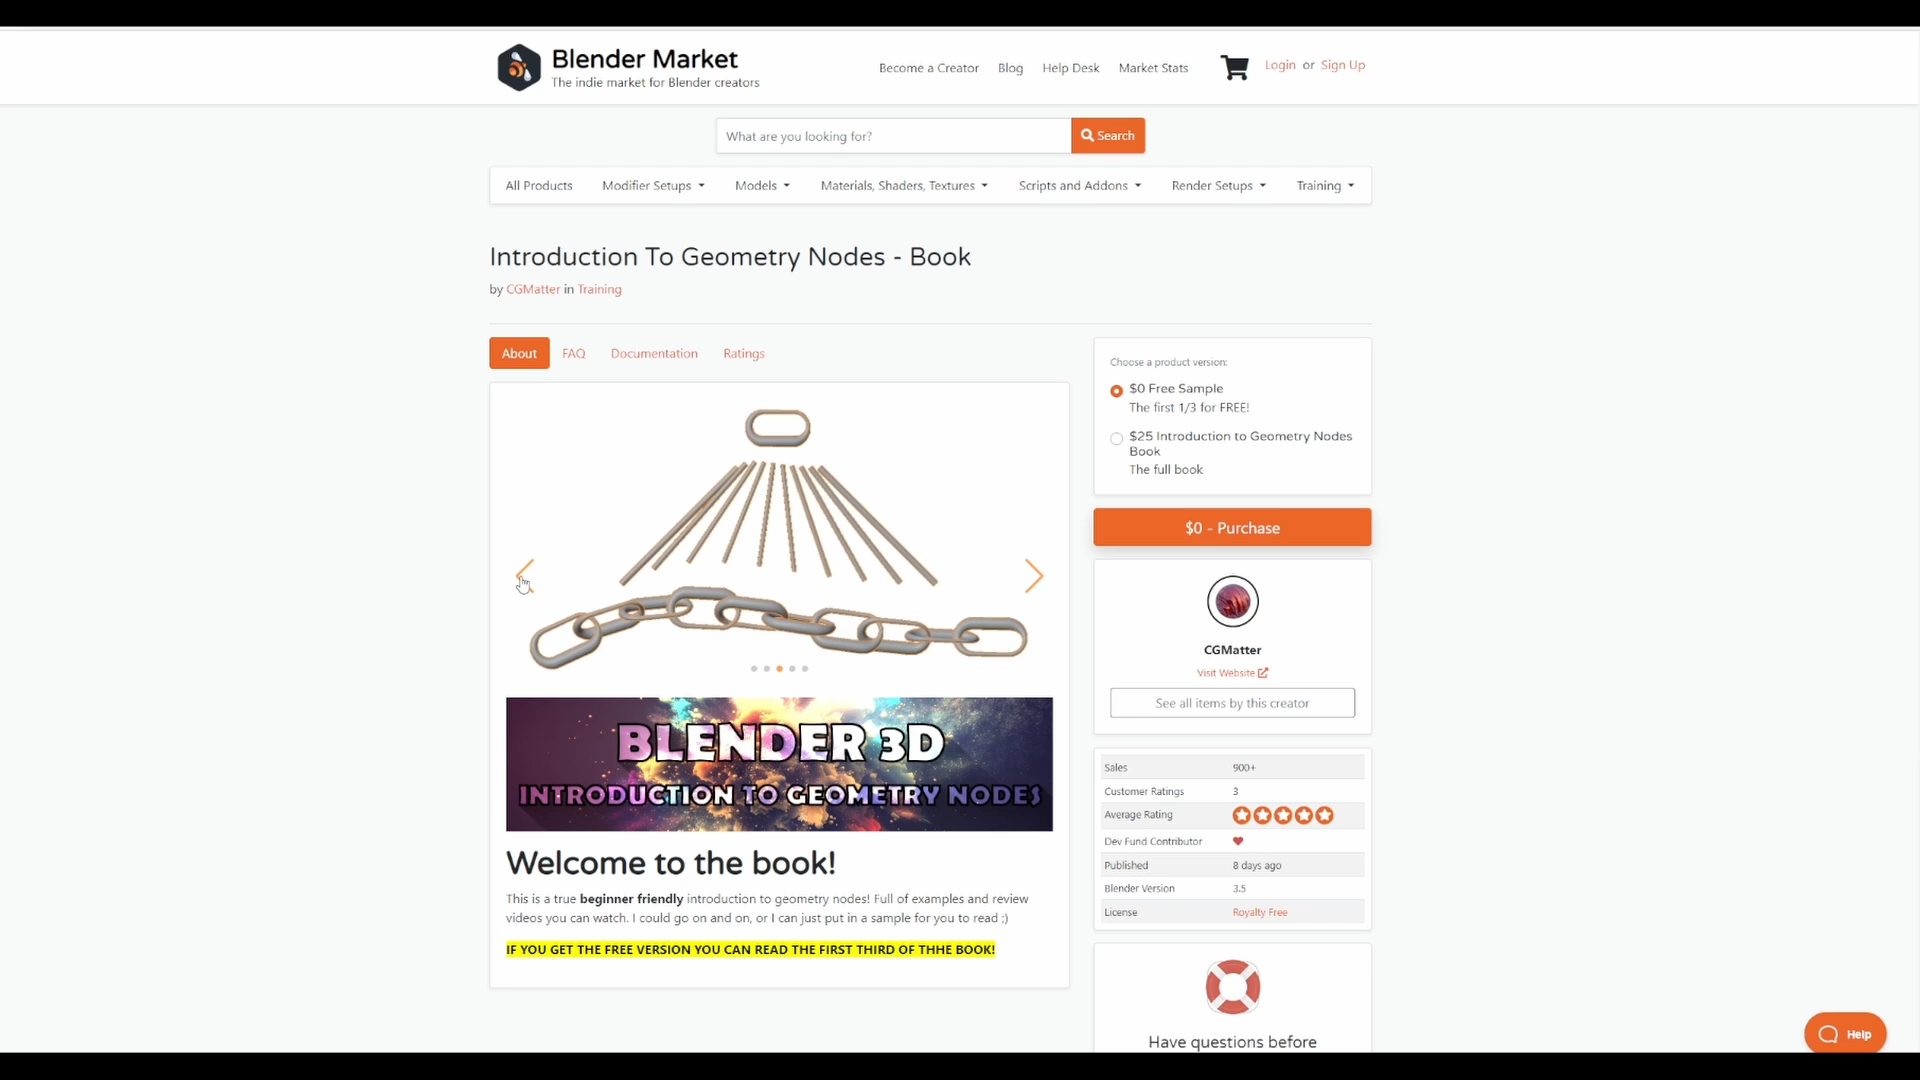 Blender Market
The indie market for Blender creators
Become a Creator
Blog
Help Desk
Market Stats
Login or Sign Up
What are you looking for?
Search
All Products
Modifier Setups
Models
Materials, Shaders, Textures
Scripts and Addons
Render Setups
Training
Introduction To Geometry Nodes - Book
by CGMatter in Training
About
FAQ
Documentation
Ratings
Choose a product version:
$0 Free Sample
The first 1/3 for FREE!
$25 Introduction to Geometry Nodes
Book
The full book
$0 - Purchase
CGMatter
Visit Website
See all items by this creator
BLENDER 3D
INTRODUCTION TO GEOMETRY NODES
Welcome to the book!
This is a true beginner friendly introduction to geometry nodes! Full of examples and review
videos you can watch. I could go on and on, or I can just put in a sample for you to read ;)
IF YOU GET THE FREE VERSION YOU CAN READ THE FIRST THIRD OF THHE BOOK!
Sales 900+
Customer Ratings 3
Average Rating
Dev Fund Contributor
Published 8 days ago
Blender Version 3.5
License Royalty Free
Have questions before
Help